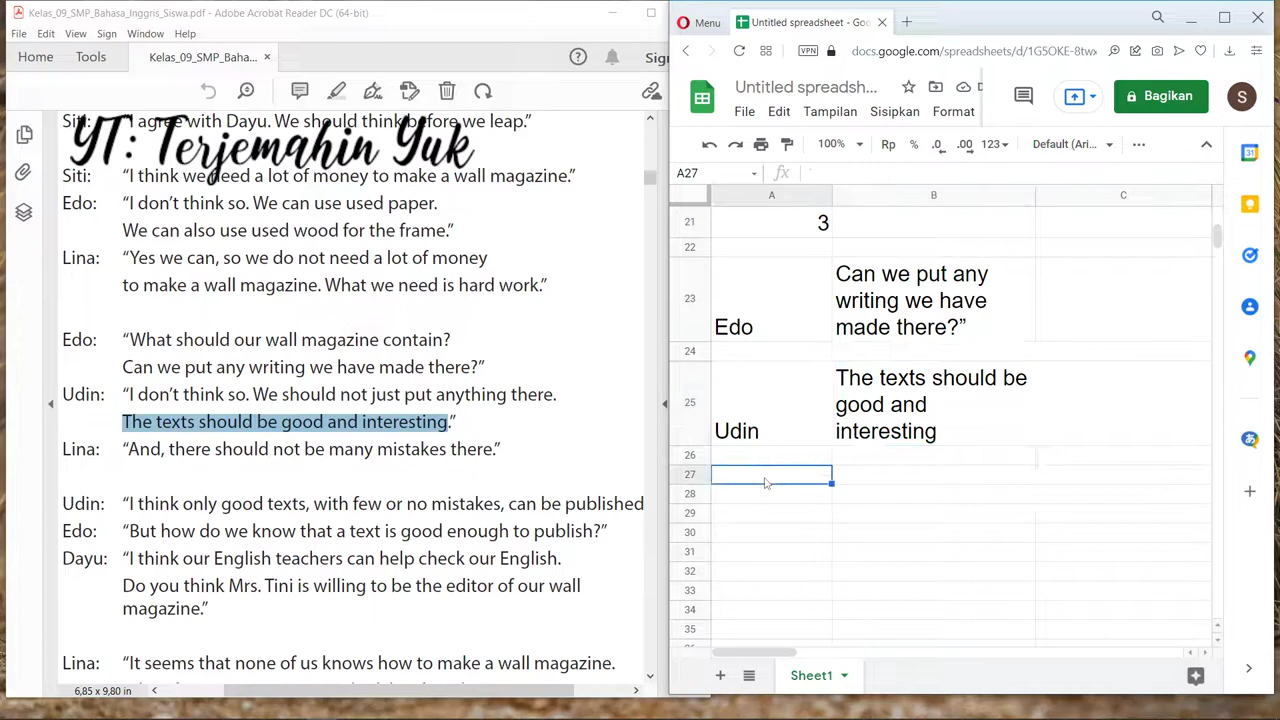 Kelas_09_SMP_Bahasa_Inggris_Siswa.pdf - Adobe Acrobat Reader DC (64-bit)
File Edit View Sign Window Help
Home Tools Kelas_09_SMP_Baha... × Sign
Siti: "I agree with Dayu. We should think before we leap."
YT: Terjemahin Yuk
Siti: "I think we need a lot of money to make a wall magazine."
Edo: "I don't think so. We can use used paper.
We can also use used wood for the frame."
Lina: "Yes we can, so we do not need a lot of money
to make a wall magazine. What we need is hard work."
Edo: "What should our wall magazine contain?
Can we put any writing we have made there?"
Udin: "I don't think so. We should not just put anything there.
The texts should be good and interesting."
Lina: "And, there should not be many mistakes there."
Udin: "I think only good texts, with few or no mistakes, can be published
Edo: "But how do we know that a text is good enough to publish?"
Dayu: "I think our English teachers can help check our English.
Do you think Mrs. Tini is willing to be the editor of our wall
magazine."
Lina: "It seems that none of us knows how to make a wall magazine.
6,85 x 9,80 in
Menu Untitled spreadsheet - Goo
VPN docs.google.com/spreadsheets/d/1G5OKE-8twx
Untitled spreadsh...
File Edit Tampilan Sisipkan Format
Bagikan S
100% Rp % .0 .00 123 Default (Ari...
A27 fx
A B C
21 3
22
23 Edo Can we put any
writing we have
made there?"
24
25 Udin The texts should be
good and
interesting
26
27
28
29
30
31
32
33
34
35
Sheet1